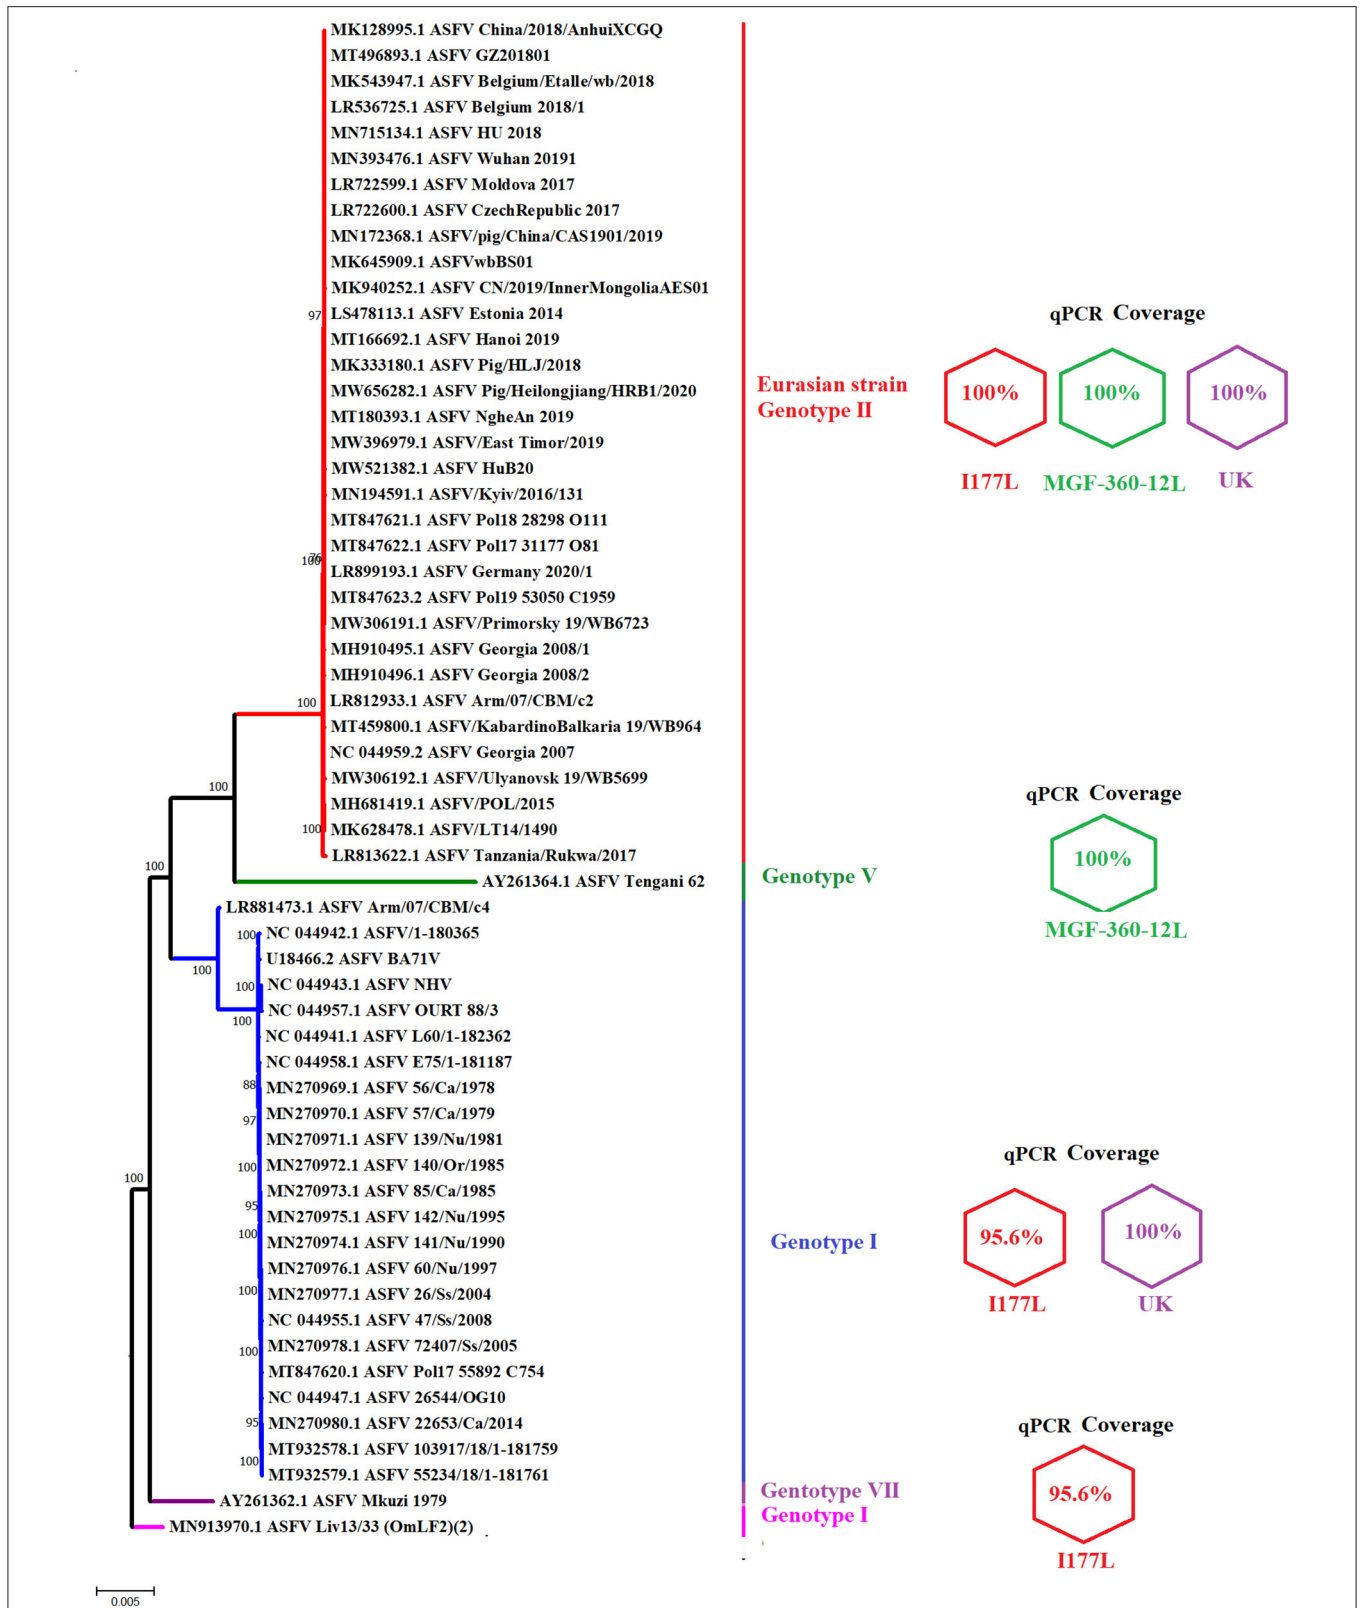 MK128995.1 ASFV China/2018/AnhuiXCGQ
MT496893.1 ASFV GZ201801
MK543947.1 ASFV Belgium/Etalle/wb/2018
LR536725.1 ASFV Belgium 2018/1
MN715134.1 ASFV HU 2018
MN393476.1 ASFV Wuhan 20191
LR722599.1 ASFV Moldova 2017
LR722600.1 ASFV CzechRepublic 2017
MN172368.1 ASFV/pig/China/CAS1901/2019
MK645909.1 ASFVwbBS01
MK940252.1 ASFV CN/2019/InnerMongoliaAES01
97
LS478113.1 ASFV Estonia 2014
MT166692.1 ASFV Hanoi 2019
MK333180.1 ASFV Pig/HLJ/2018
MW656282.1 ASFV Pig/Heilongjiang/HRB1/2020
MT180393.1 ASFV NgheAn 2019
MW396979.1 ASFV/East Timor/2019
MW521382.1 ASFV HuB20
MN194591.1 ASFV/Kyiv/2016/131
MT847621.1 ASFV Pol18 28298 O111
MT847622.1 ASFV Pol17 31177 O81
76
100
LR899193.1 ASFV Germany 2020/1
MT847623.2 ASFV Pol19 53050 C1959
MW306191.1 ASFV/Primorsky 19/WB6723
MH910495.1 ASFV Georgia 2008/1
MH910496.1 ASFV Georgia 2008/2
100
LR812933.1 ASFV Arm/07/CBM/c2
MT459800.1 ASFV/KabardinoBalkaria 19/WB964
NC 044959.2 ASFV Georgia 2007
MW306192.1 ASFV/Ulyanovsk 19/WB5699
100
MH681419.1 ASFV/POL/2015
100
MK628478.1 ASFV/LT14/1490
LR813622.1 ASFV Tanzania/Rukwa/2017
100
AY261364.1 ASFV Tengani 62
LR881473.1 ASFV Arm/07/CBM/c4
100
NC 044942.1 ASFV/1-180365
U18466.2 ASFV BA71V
100
100
NC 044943.1 ASFV NHV
NC 044957.1 ASFV OURT 88/3
100
NC 044941.1 ASFV L60/1-182362
NC 044958.1 ASFV E75/1-181187
88
MN270969.1 ASFV 56/Ca/1978
MN270970.1 ASFV 57/Ca/1979
97
MN270971.1 ASFV 139/Nu/1981
100
MN270972.1 ASFV 140/Or/1985
100
MN270973.1 ASFV 85/Ca/1985
95
MN270975.1 ASFV 142/Nu/1995
100
MN270974.1 ASFV 141/Nu/1990
MN270976.1 ASFV 60/Nu/1997
100
MN270977.1 ASFV 26/Ss/2004
NC 044955.1 ASFV 47/Ss/2008
100
MN270978.1 ASFV 72407/Ss/2005
MT847620.1 ASFV Pol17 55892 C754
NC 044947.1 ASFV 26544/OG10
95
MN270980.1 ASFV 22653/Ca/2014
MT932578.1 ASFV 103917/18/1-181759
100
MT932579.1 ASFV 55234/18/1-181761
AY261362.1 ASFV Mkuzi 1979
MN913970.1 ASFV Liv13/33 (OmLF2)(2)
0.005
Eurasian strain
Genotype II
qPCR Coverage
100% 100% 100%
I177L MGF-360-12L UK
Genotype V
qPCR Coverage
100%
MGF-360-12L
Genotype I
qPCR Coverage
95.6% 100%
I177L UK
Gentotype VII
Genotype I
qPCR Coverage
95.6%
I177L